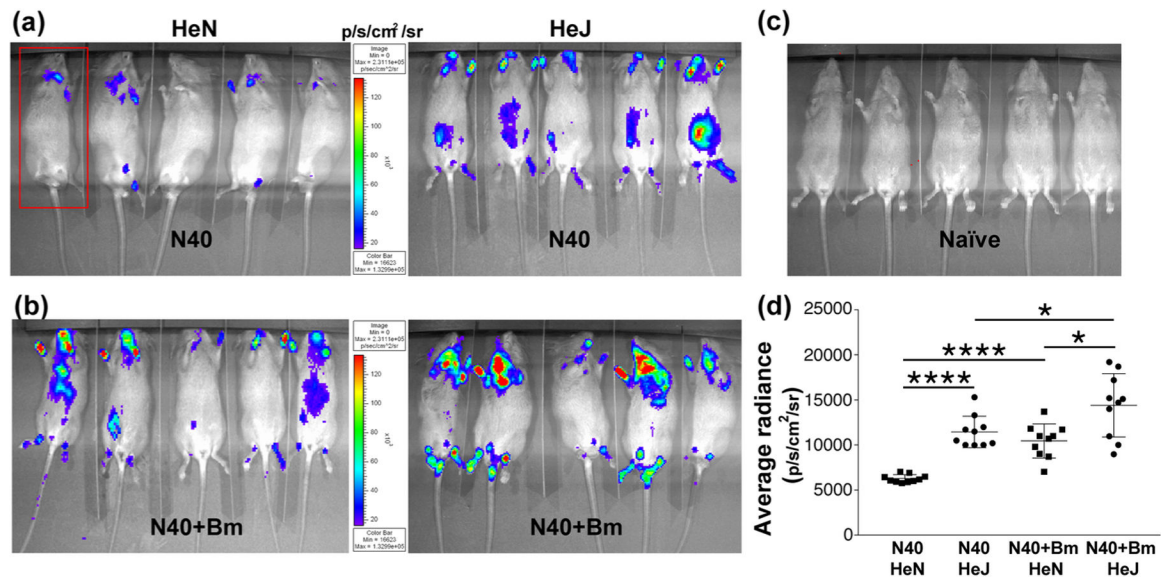 (a)
HeN
p/s/cm²/sr
HeJ
Image
Min = 0
Max = 2.3111e+05
p/sec/cm^2/sr
120
100
80
60
40
20
x10³
Color Bar
Min = 16623
Max = 1.3299e+05
N40
N40
(b)
Image
Min = 0
Max = 2.3111e+05
p/sec/cm^2/sr
120
100
80
60
40
20
x10³
Color Bar
Min = 16623
Max = 1.3299e+05
N40+Bm
N40+Bm
(c)
Naïve
(d)
Average radiance
(p/s/cm²/sr)
25000
20000
15000
10000
5000
0
*
**** *
****
N40 N40 N40+Bm N40+Bm
HeN HeJ HeN HeJ